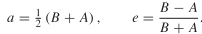 a = ½ (B + A) ,    e = (B − A)/(B + A).